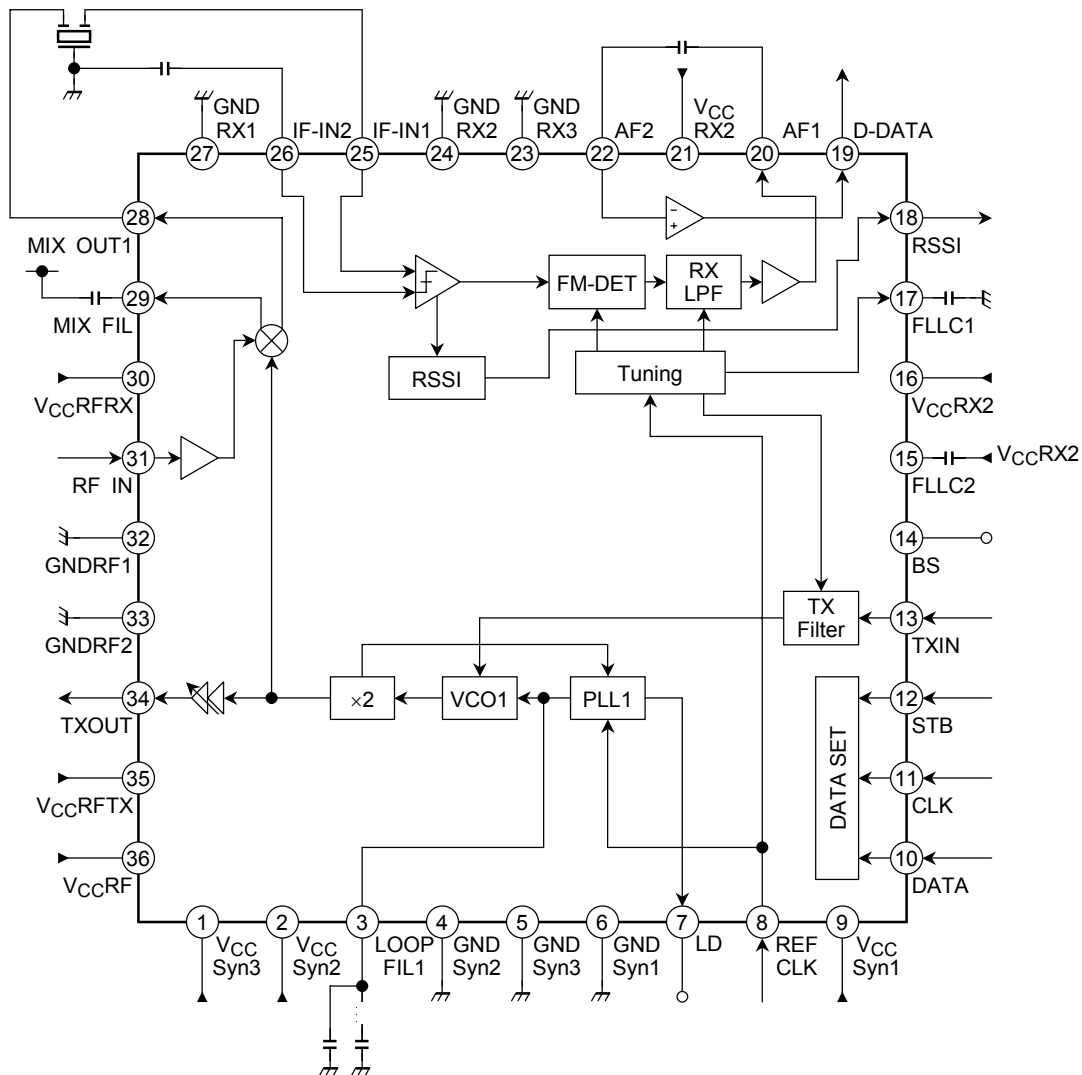 GND
RX1
IF-IN2
IF-IN1
GND
RX2
GND
RX3
AF2
VCC
RX2
AF1
D-DATA
27
26
25
24
23
22
21
20
19
28
MIX OUT1
29
MIX FIL
30
VCCRFRX
31
RF IN
32
GNDRF1
33
GNDRF2
34
TXOUT
35
VCCRFTX
36
VCCRF
− 
+
FM-DET
RX
LPF
RSSI
Tuning
TX
Filter
×2
VCO1
PLL1
DATA SET
18
RSSI
17
FLLC1
16
VCCRX2
15
VCCRX2
FLLC2
14
BS
13
TXIN
12
STB
11
CLK
10
DATA
1
2
3
4
5
6
7
8
9
VCC
Syn3
VCC
Syn2
LOOP
FIL1
GND
Syn2
GND
Syn3
GND
Syn1
LD
REF
CLK
VCC
Syn1